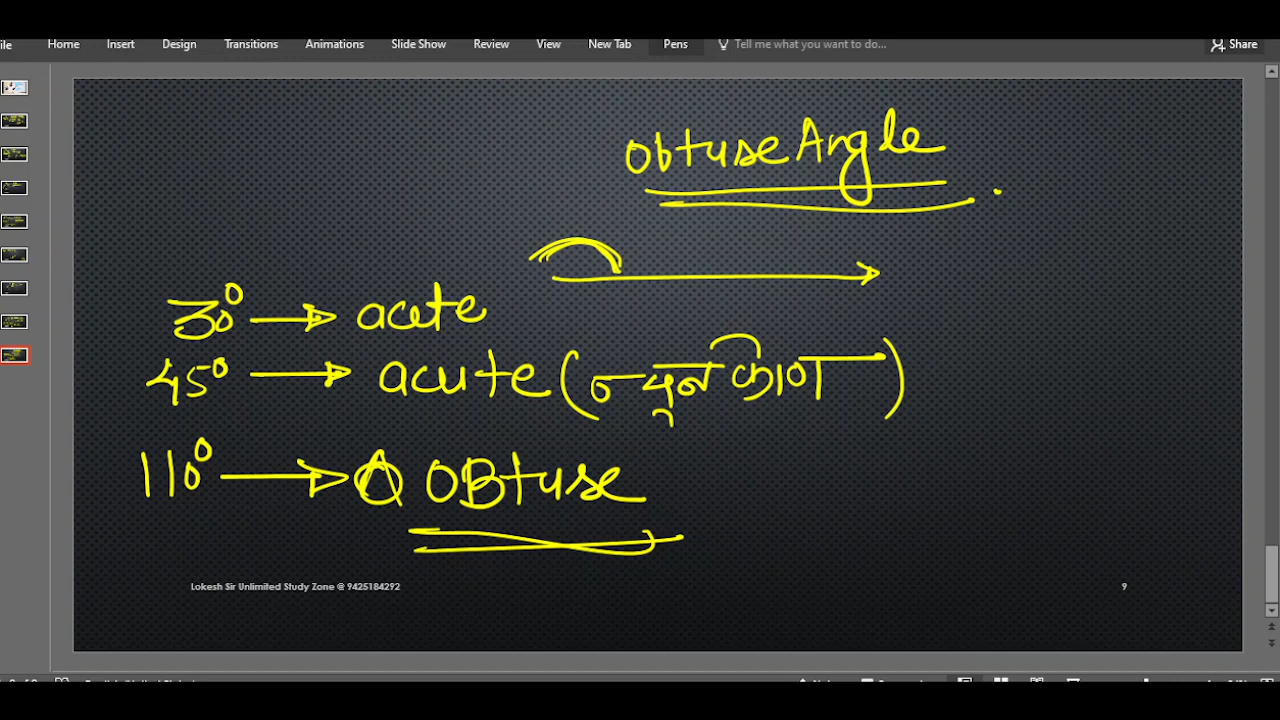 File Home Insert Design Transitions Animations Slide Show Review View New Tab Pens Tell me what you want to do... Share
Obtuse Angle
30° → acute
45° → acute (न्यून कोण)
110° → OBtuse
Lokesh Sir Unlimited Study Zone @ 9425184292
9